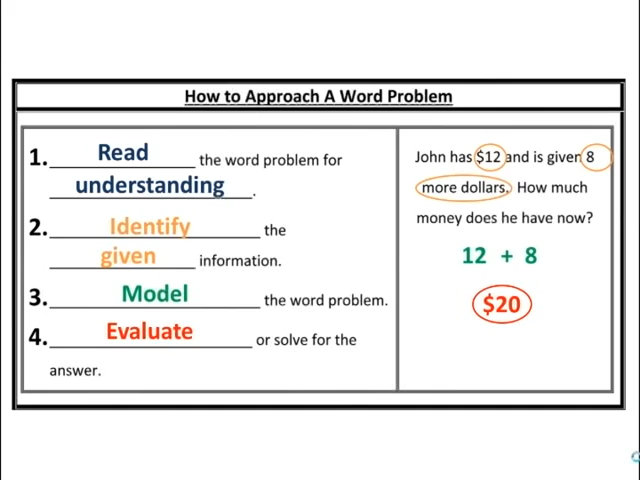 How to Approach A Word Problem
1. Read the word problem for
understanding.
2. Identify the
given information.
3. Model the word problem.
4. Evaluate or solve for the
answer.
John has $12 and is given 8
more dollars. How much
money does he have now?
12 + 8
$20